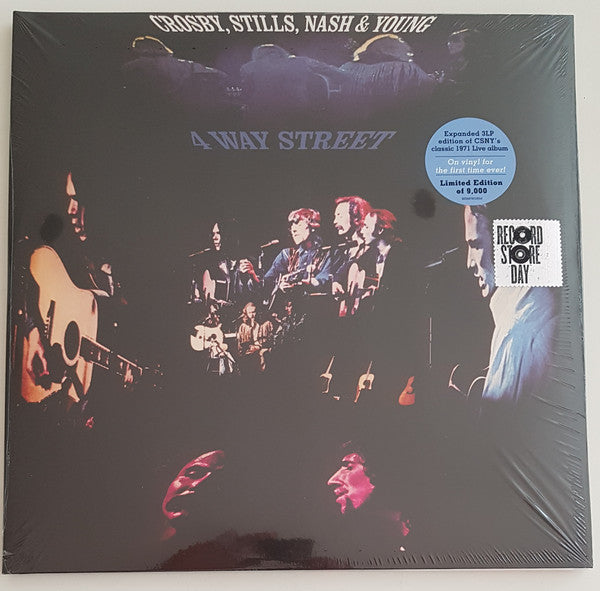 CROSBY, STILLS, NASH & YOUNG
4 WAY STREET
Expanded 3LP
edition of CSNY's
classic 1971 Live album
On vinyl for
the first time ever!
Limited Edition
of 9,000
RECORD
STORE
DAY